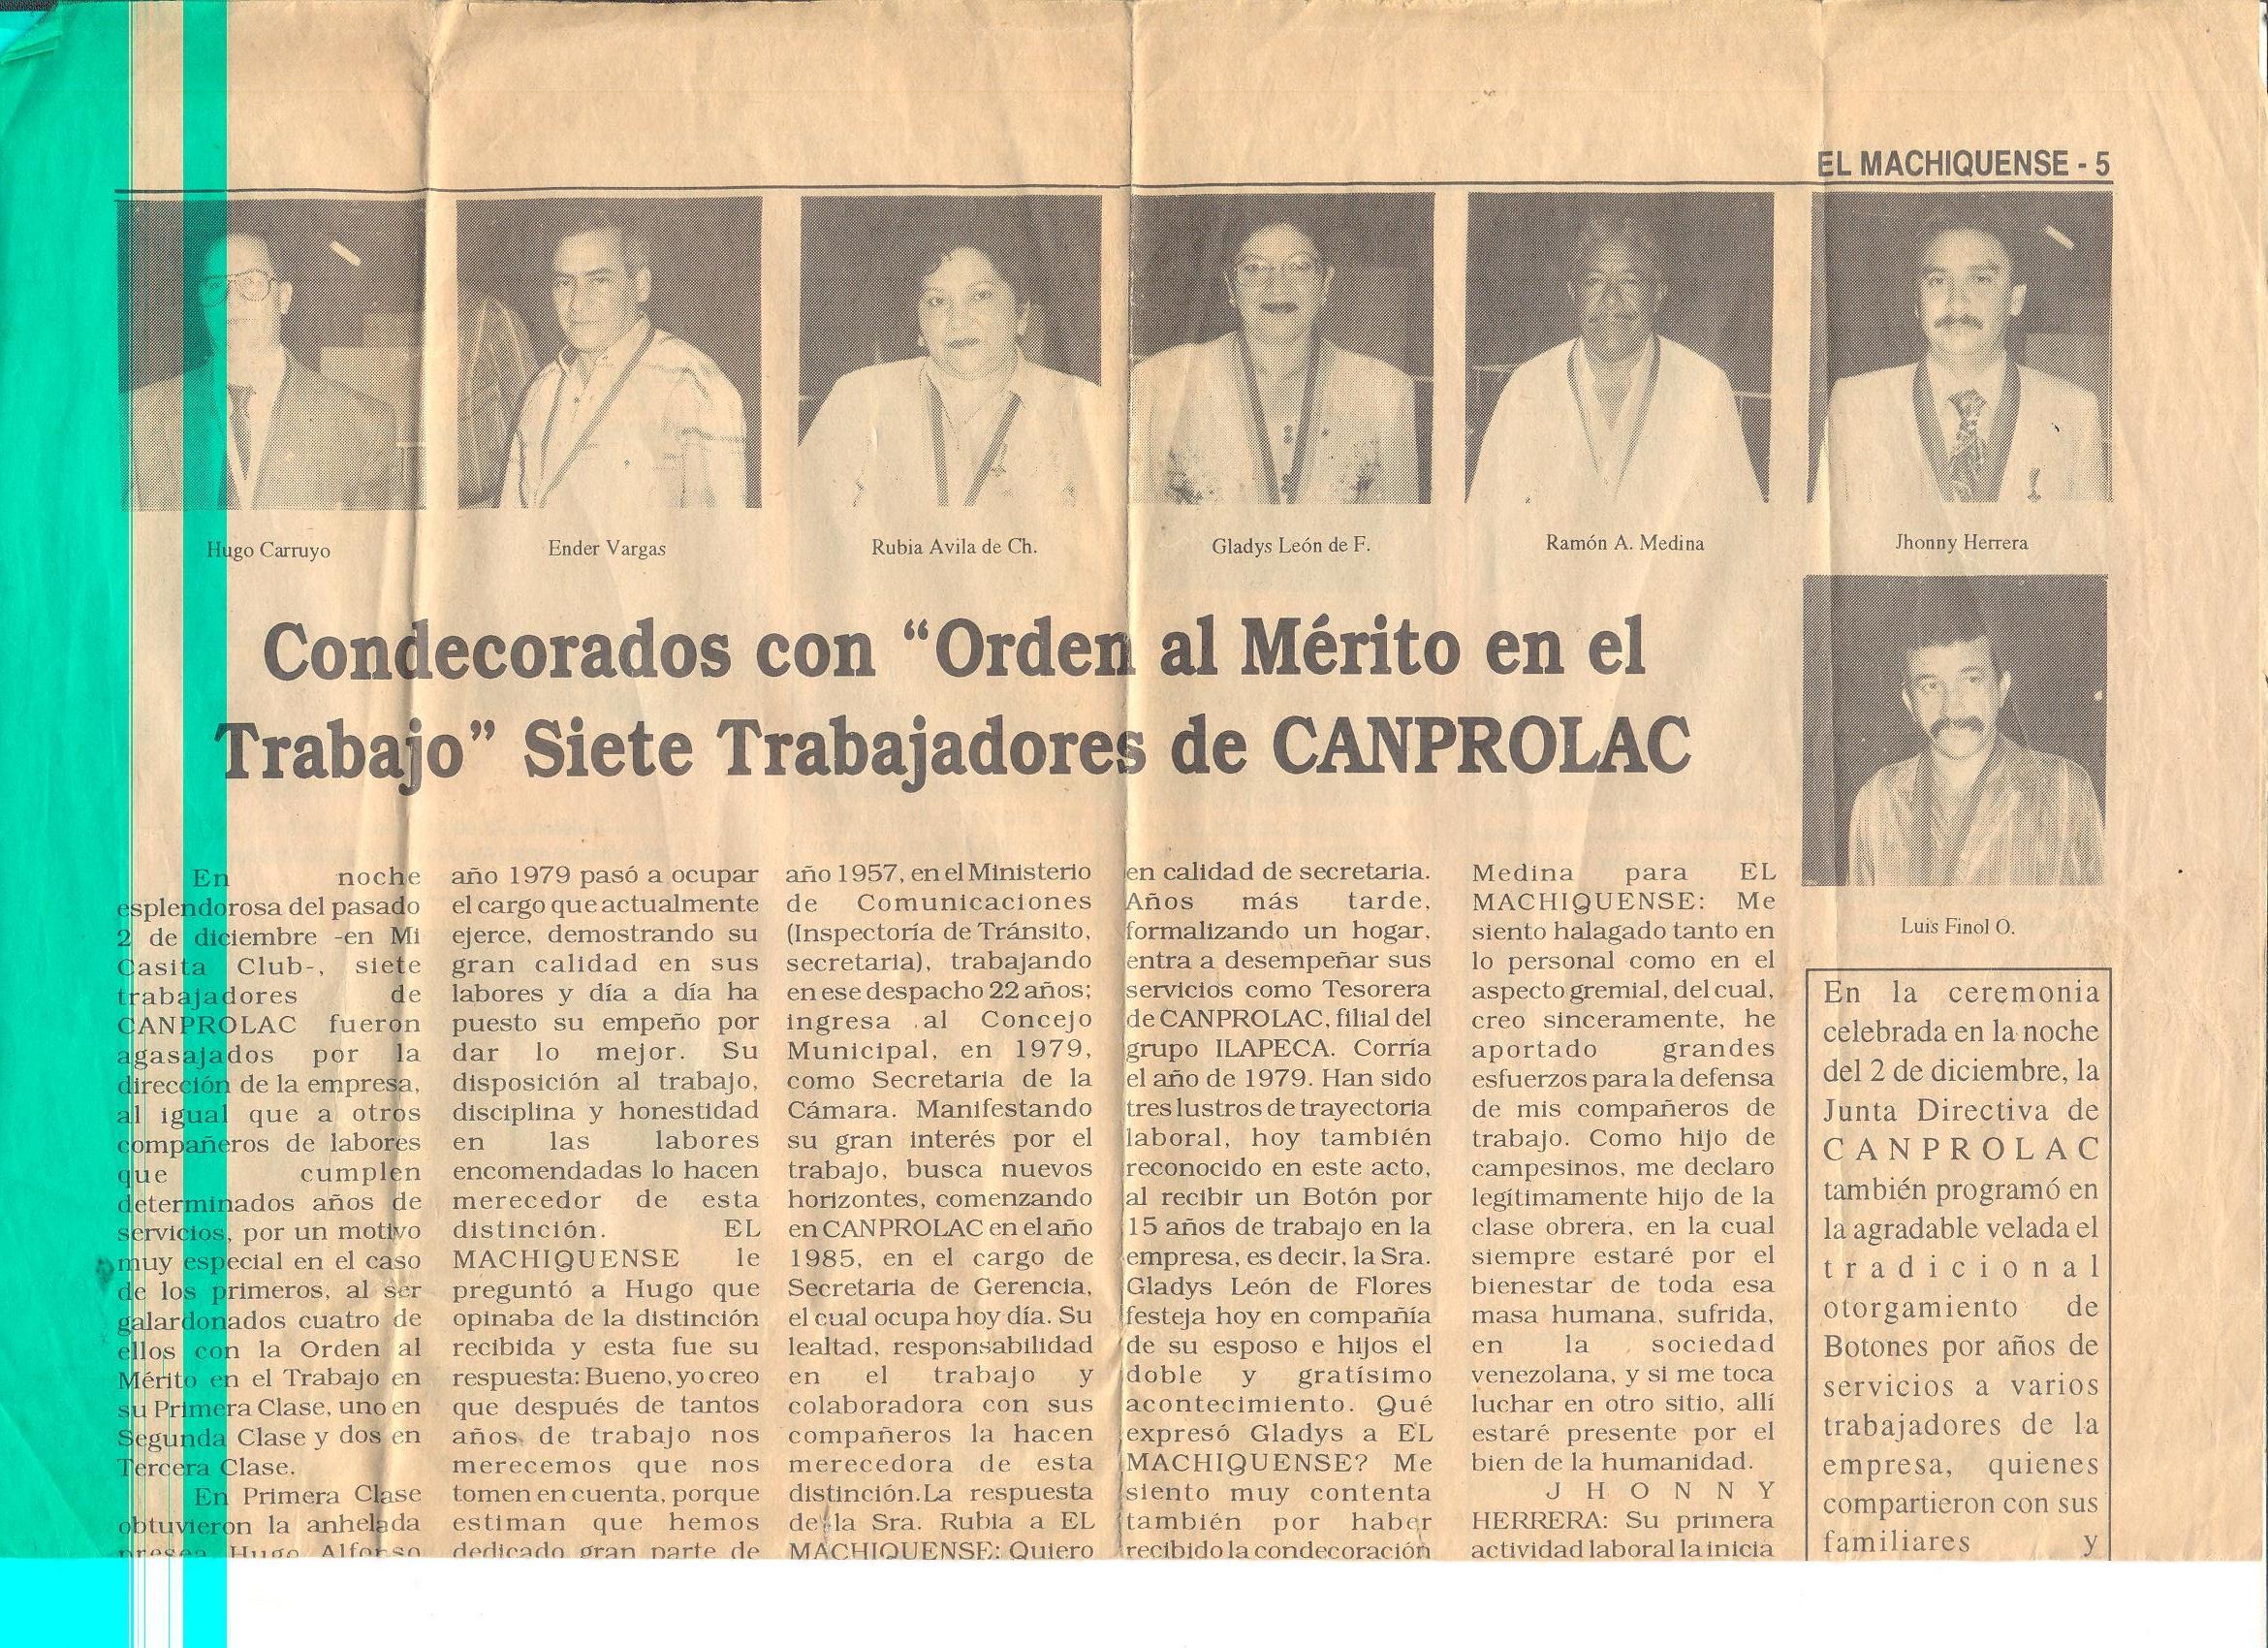 EL MACHIQUENSE - 5
Hugo Carruyo
Ender Vargas
Rubia Avila de Ch.
Gladys León de F.
Ramón A. Medina
Jhonny Herrera
Condecorados con “Orden al Mérito en el
Trabajo” Siete Trabajadores de CANPROLAC
Luis Finol O.
En noche
esplendorosa del pasado
2 de diciembre -en Mi
Casita Club-, siete
trabajadores de
CANPROLAC fueron
agasajados por la
dirección de la empresa,
al igual que a otros
compañeros de labores
que cumplen
determinados años de
servicios, por un motivo
muy especial en el caso
de los primeros, al ser
galardonados cuatro de
ellos con la Orden al
Mérito en el Trabajo en
su Primera Clase, uno en
Segunda Clase y dos en
Tercera Clase.
En Primera Clase
obtuvieron la anhelada
presea Hugo Alfonso
año 1979 pasó a ocupar
el cargo que actualmente
ejerce, demostrando su
gran calidad en sus
labores y día a día ha
puesto su empeño por
dar lo mejor. Su
disposición al trabajo,
disciplina y honestidad
en las labores
encomendadas lo hacen
merecedor de esta
distinción. EL
MACHIQUENSE le
preguntó a Hugo que
opinaba de la distinción
recibida y esta fue su
respuesta: Bueno, yo creo
que después de tantos
años de trabajo nos
merecemos que nos
tomen en cuenta, porque
estiman que hemos
dedicado gran parte de
año 1957, en el Ministerio
de Comunicaciones
(Inspectoría de Tránsito,
secretaria), trabajando
en ese despacho 22 años;
ingresa al Concejo
Municipal, en 1979,
como Secretaria de la
Cámara. Manifestando
su gran interés por el
trabajo, busca nuevos
horizontes, comenzando
en CANPROLAC en el año
1985, en el cargo de
Secretaria de Gerencia,
el cual ocupa hoy día. Su
lealtad, responsabilidad
en el trabajo y
colaboradora con sus
compañeros la hacen
merecedora de esta
distinción.La respuesta
de la Sra. Rubia a EL
MACHIQUENSE: Quiero
en calidad de secretaria.
Años más tarde,
formalizando un hogar,
entra a desempeñar sus
servicios como Tesorera
de CANPROLAC, filial del
grupo ILAPECA. Corría
el año de 1979. Han sido
tres lustros de trayectoria
laboral, hoy también
reconocido en este acto,
al recibir un Botón por
15 años de trabajo en la
empresa, es decir, la Sra.
Gladys León de Flores
festeja hoy en compañía
de su esposo e hijos el
doble y gratísimo
acontecimiento. Qué
expresó Gladys a EL
MACHIQUENSE? Me
siento muy contenta
también por haber
recibido la condecoración
Medina para EL
MACHIQUENSE: Me
siento halagado tanto en
lo personal como en el
aspecto gremial, del cual,
creo sinceramente, he
aportado grandes
esfuerzos para la defensa
de mis compañeros de
trabajo. Como hijo de
campesinos, me declaro
legítimamente hijo de la
clase obrera, en la cual
siempre estaré por el
bienestar de toda esa
masa humana, sufrida,
en la sociedad
venezolana, y si me toca
luchar en otro sitio, allí
estaré presente por el
bien de la humanidad.
J H O N N Y
HERRERA: Su primera
actividad laboral la inicia
En la ceremonia
celebrada en la noche
del 2 de diciembre, la
Junta Directiva de
C A N P R O L A C
también programó en
la agradable velada el
t r a d i c i o n a l
otorgamiento de
Botones por años de
servicios a varios
trabajadores de la
empresa, quienes
compartieron con sus
familiares y